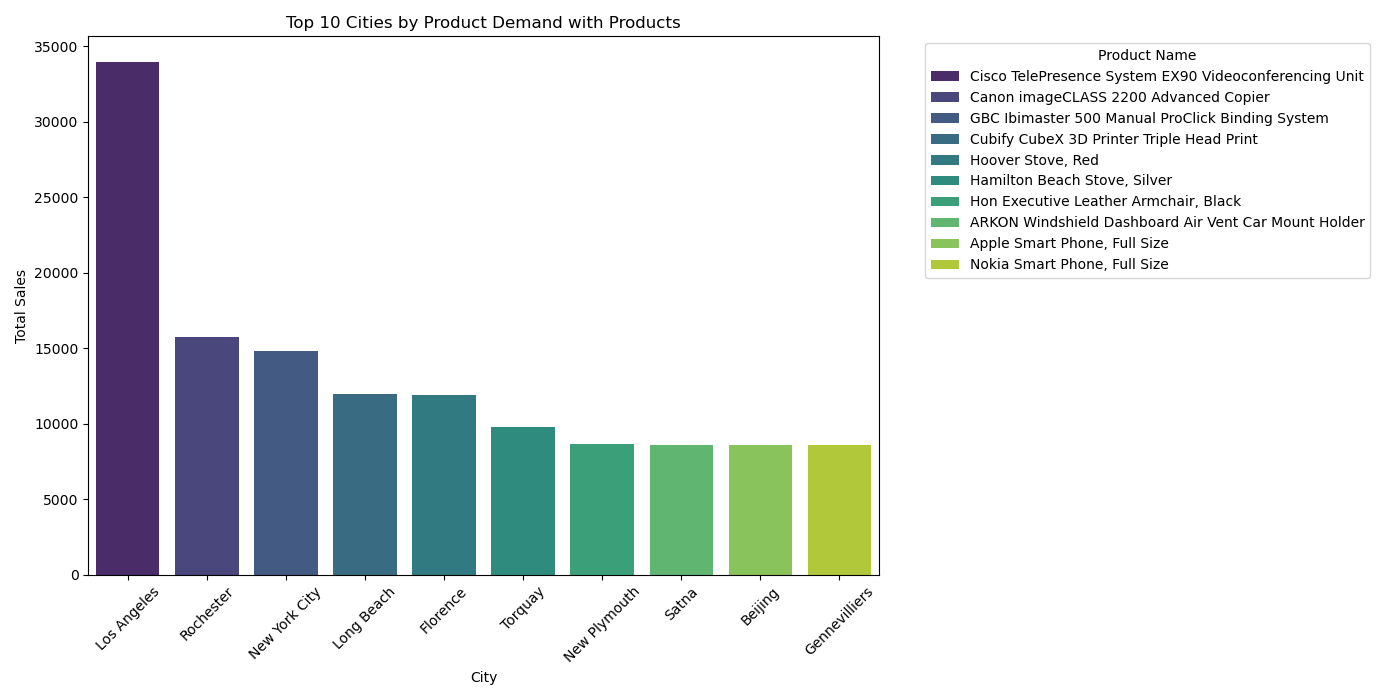 Top 10 Cities by Product Demand with Products
35000
30000
25000
20000
15000
10000
5000
0
Total Sales
Los Angeles
Rochester
New York City
Long Beach
Florence
Torquay
New Plymouth
Satna
Beijing
Gennevilliers
City
Product Name
Cisco TelePresence System EX90 Videoconferencing Unit
Canon imageCLASS 2200 Advanced Copier
GBC Ibimaster 500 Manual ProClick Binding System
Cubify CubeX 3D Printer Triple Head Print
Hoover Stove, Red
Hamilton Beach Stove, Silver
Hon Executive Leather Armchair, Black
ARKON Windshield Dashboard Air Vent Car Mount Holder
Apple Smart Phone, Full Size
Nokia Smart Phone, Full Size